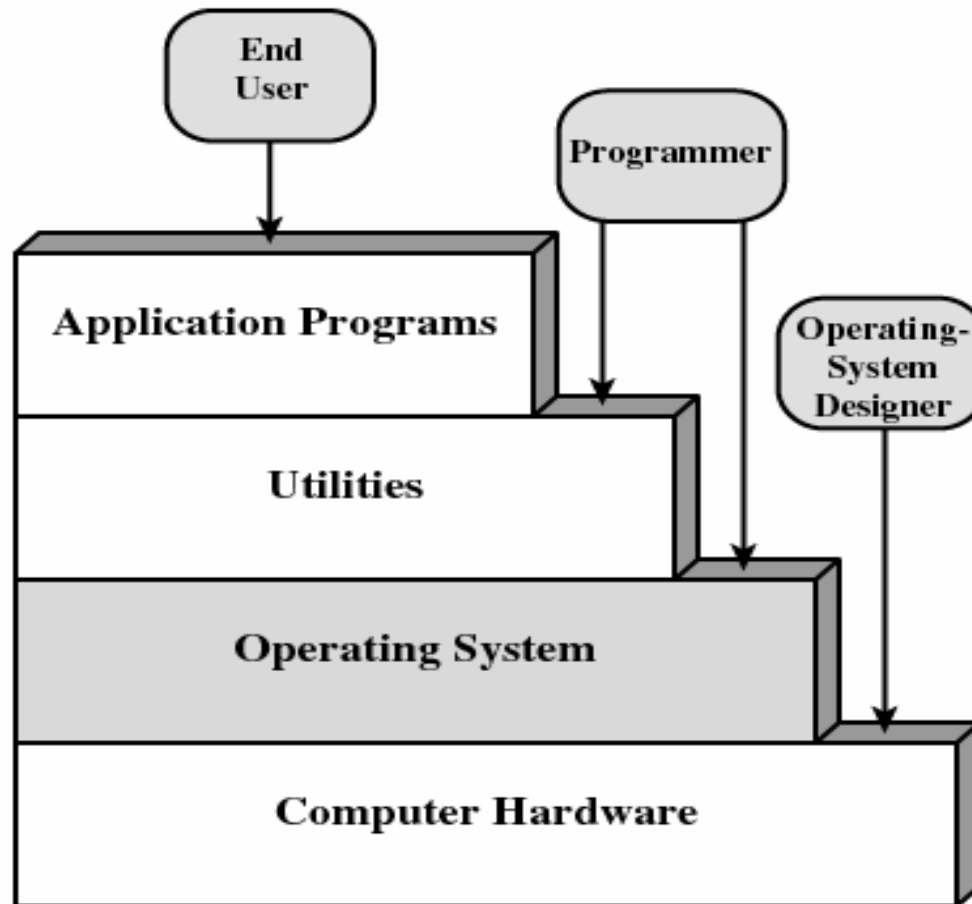 End
User
Programmer
Application Programs
Operating-
System
Designer
Utilities
Operating System
Computer Hardware